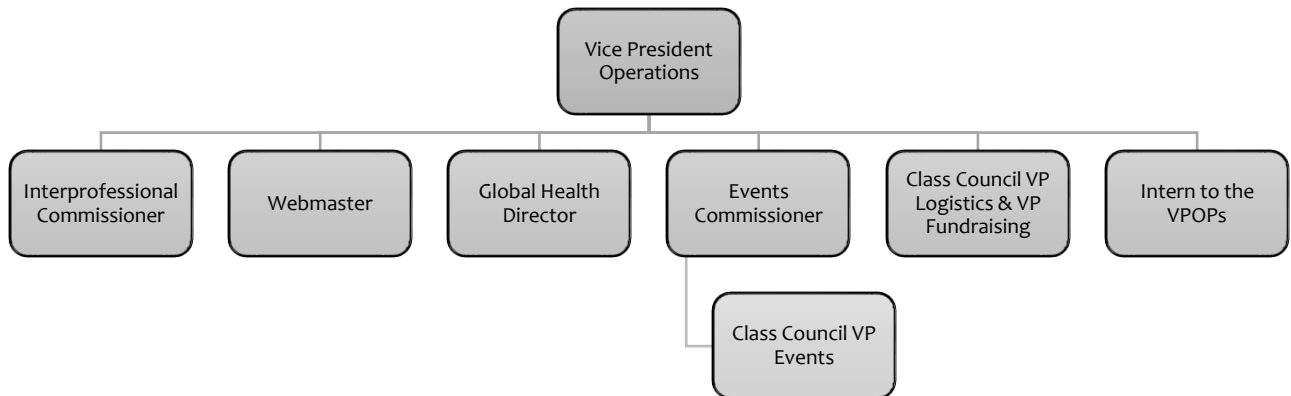 Vice President
Operations
Interprofessional
Commissioner
Webmaster
Global Health
Director
Events
Commissioner
Class Council VP
Logistics & VP
Fundraising
Intern to the
VPOPs
Class Council VP
Events